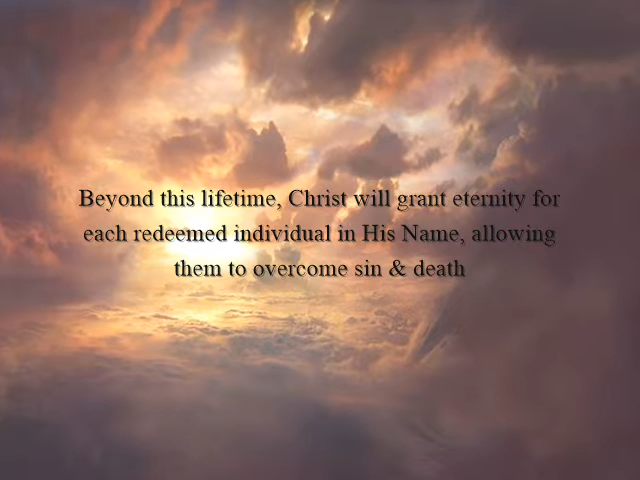 Beyond this lifetime, Christ will grant eternity for
each redeemed individual in His Name, allowing
them to overcome sin & death